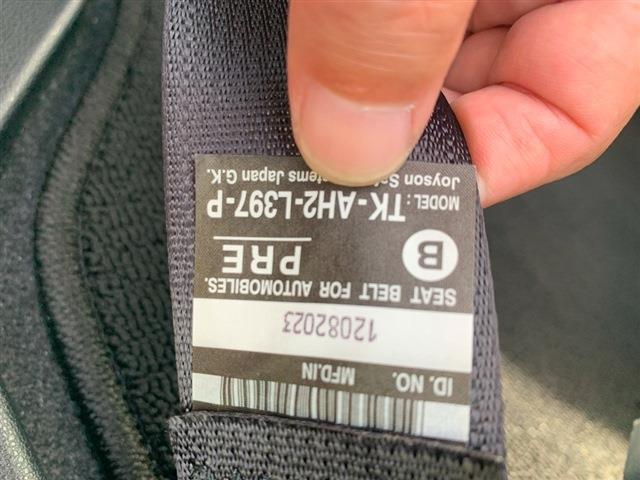 ID. NO. MFD.IN
12082023
SEAT BELT FOR AUTOMOBILES.
B PRE
MODEL: TK-AH2-L397-P
Joyson Japan G.K.